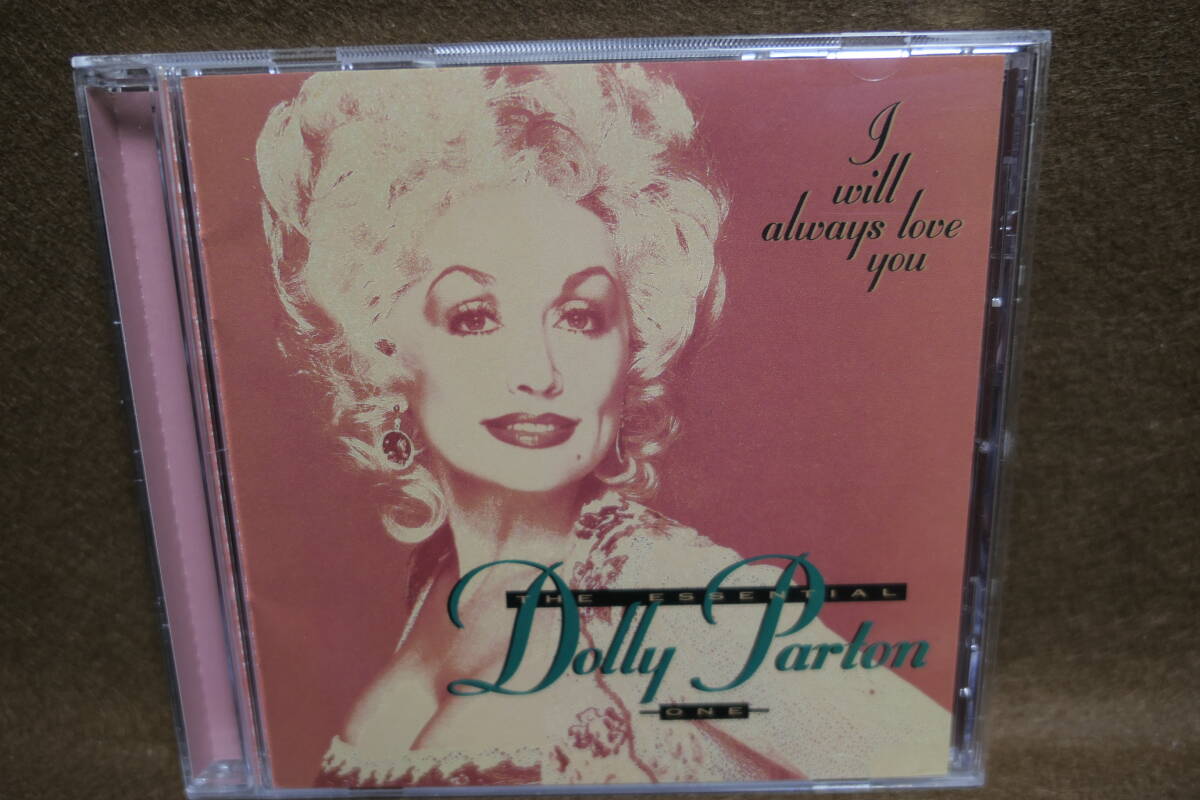 I
will
always love
you
THE ESSENTIAL
Dolly Parton
ONE